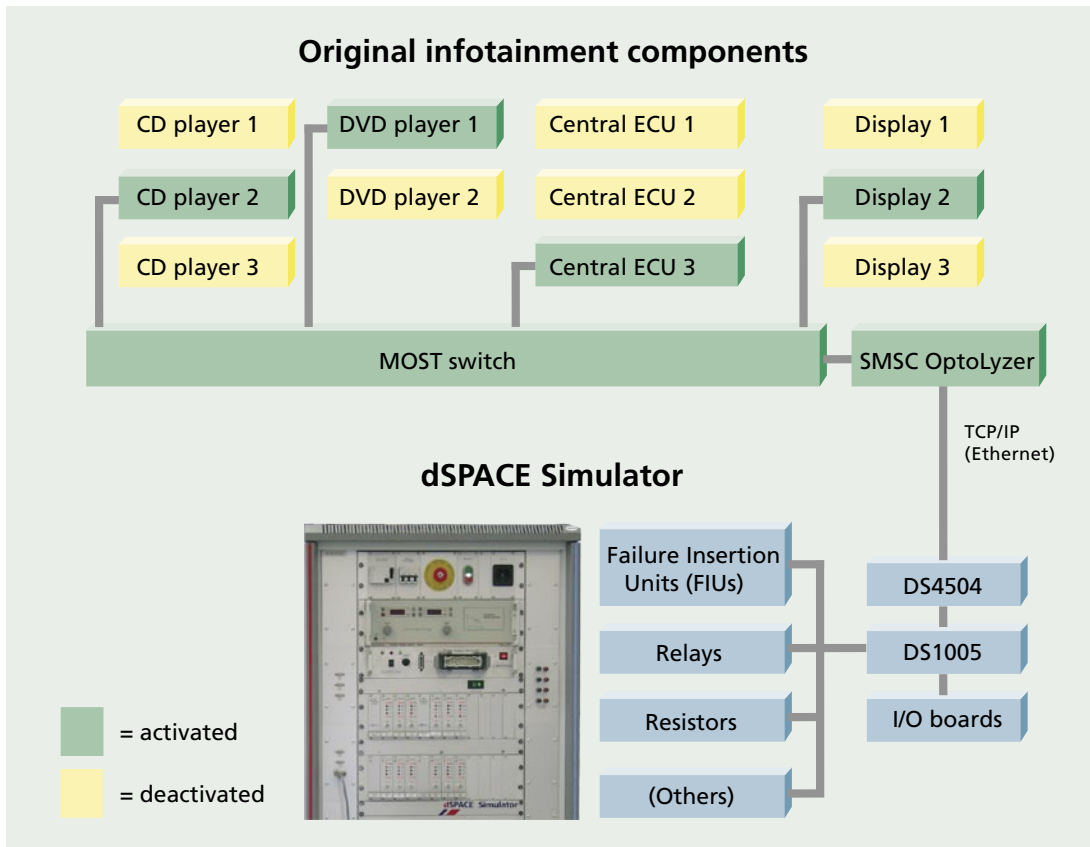 Original infotainment components
CD player 1
DVD player 1
Central ECU 1
Display 1
CD player 2
DVD player 2
Central ECU 2
Display 2
CD player 3
Central ECU 3
Display 3
MOST switch
SMSC OptoLyzer
TCP/IP
(Ethernet)
dSPACE Simulator
Failure Insertion
Units (FIUs)
DS4504
Relays
DS1005
Resistors
I/O boards
(Others)
dSPACE Simulator
= activated
= deactivated